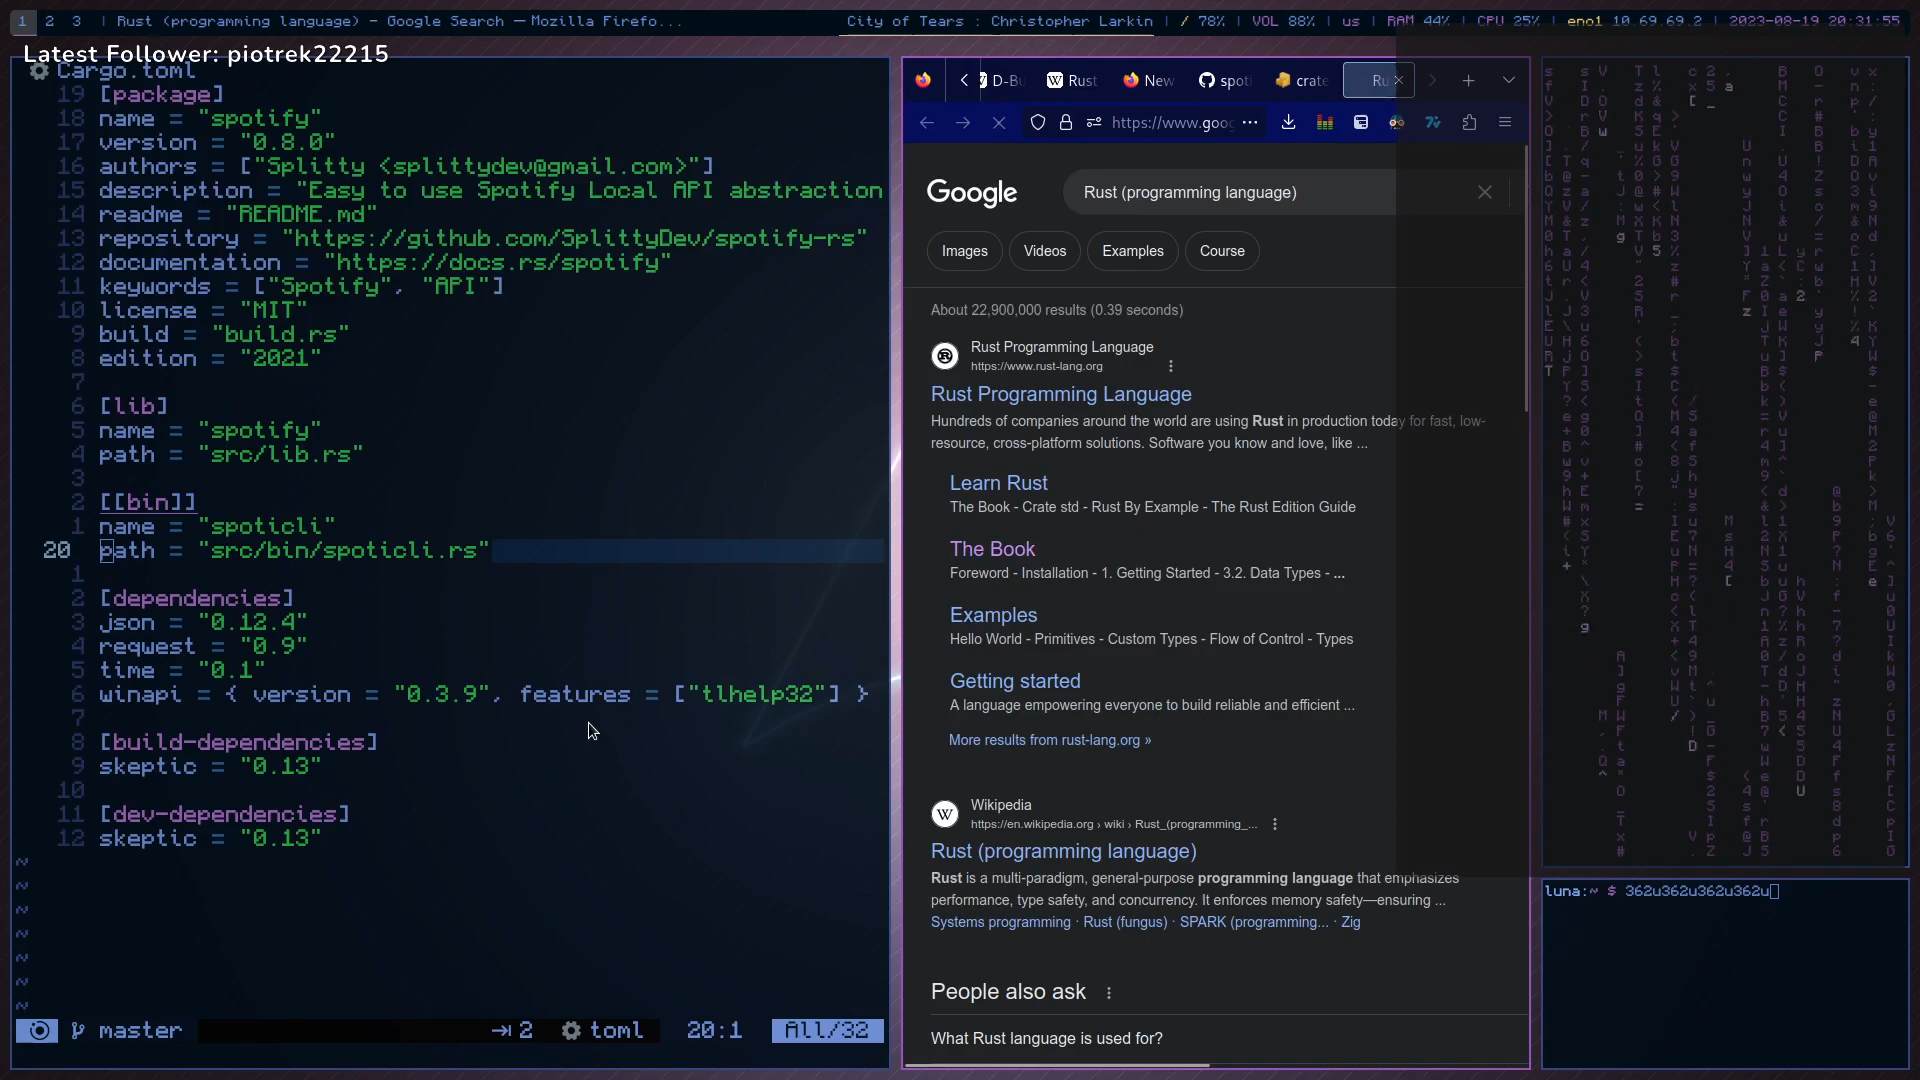 1 2 3 | Rust (programming language) - Google Search — Mozilla Firefo...
City of Tears : Christopher Larkin | / 78% | VOL 88% | us | RAM 44% | CPU 25% | eno1 10.69.69.2 | 2023-08-19 20:31:55
Latest Follower: piotrek22215
Cargo.toml
19 [package]
18 name = "spotify"
17 version = "0.8.0"
16 authors = ["Splitty <splittydev@gmail.com>"]
15 description = "Easy to use Spotify Local API abstraction
14 readme = "README.md"
13 repository = "https://github.com/SplittyDev/spotify-rs"
12 documentation = "https://docs.rs/spotify"
11 keywords = ["Spotify", "API"]
10 license = "MIT"
9 build = "build.rs"
8 edition = "2021"
7
6 [lib]
5 name = "spotify"
4 path = "src/lib.rs"
3
2 [[bin]]
1 name = "spoticli"
20 path = "src/bin/spoticli.rs"
1
2 [dependencies]
3 json = "0.12.4"
4 reqwest = "0.9"
5 time = "0.1"
6 winapi = { version = "0.3.9", features = ["tlhelp32"] }
7
8 [build-dependencies]
9 skeptic = "0.13"
10
11 [dev-dependencies]
12 skeptic = "0.13"
~
~
~
~
~
~
~
master 2 toml 20:1 All/32
D-Bu Rust New spoti crate Ru
https://www.goog
Google
Rust (programming language)
Images Videos Examples Course
About 22,900,000 results (0.39 seconds)
Rust Programming Language
https://www.rust-lang.org
Rust Programming Language
Hundreds of companies around the world are using Rust in production today for fast, low-
resource, cross-platform solutions. Software you know and love, like ...
Learn Rust
The Book - Crate std - Rust By Example - The Rust Edition Guide
The Book
Foreword - Installation - 1. Getting Started - 3.2. Data Types - ...
Examples
Hello World - Primitives - Custom Types - Flow of Control - Types
Getting started
A language empowering everyone to build reliable and efficient ...
More results from rust-lang.org »
Wikipedia
https://en.wikipedia.org › wiki › Rust_(programming_...
Rust (programming language)
Rust is a multi-paradigm, general-purpose programming language that emphasizes
performance, type safety, and concurrency. It enforces memory safety—ensuring ...
Systems programming · Rust (fungus) · SPARK (programming... · Zig
People also ask
What Rust language is used for?
luna:~ $ 362u362u362u362u